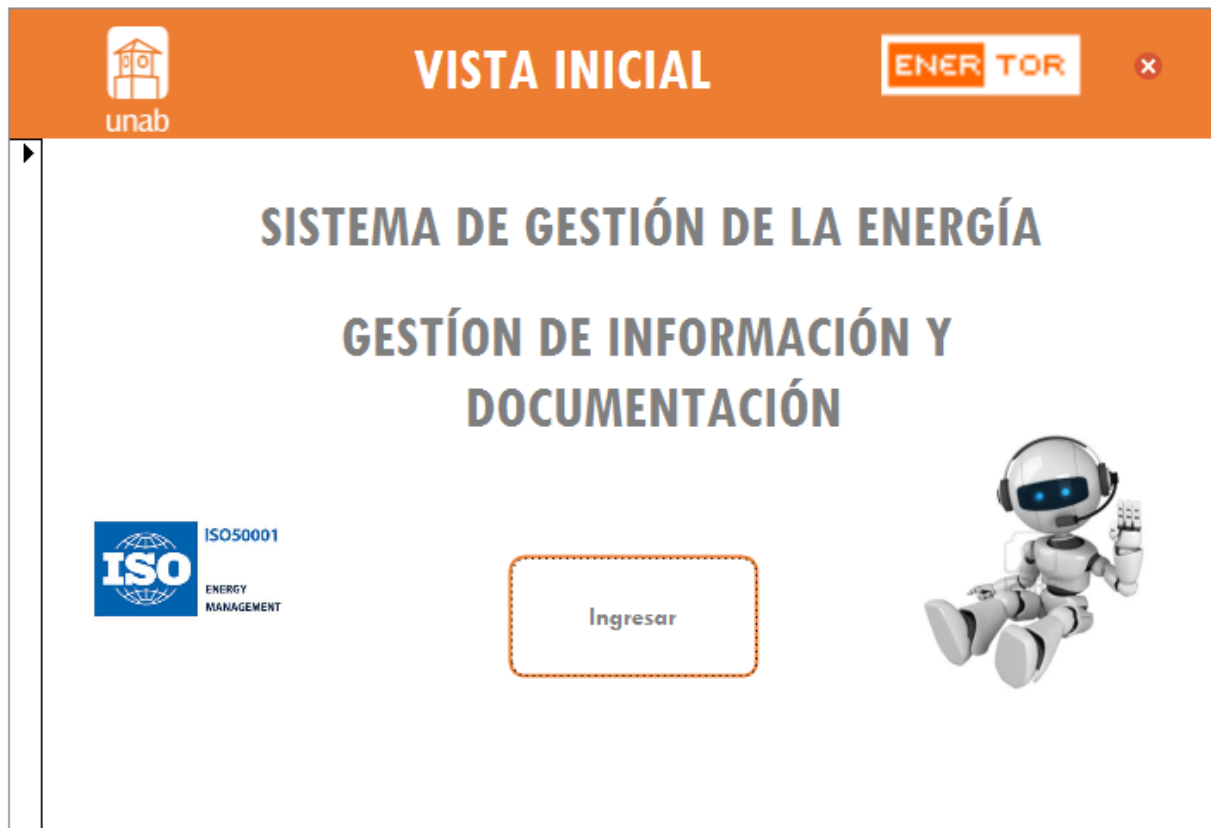 unab
VISTA INICIAL
ENER TOR
SISTEMA DE GESTIÓN DE LA ENERGÍA
GESTÍON DE INFORMACIÓN Y
DOCUMENTACIÓN
ISO
ISO50001
ENERGY
MANAGEMENT
Ingresar